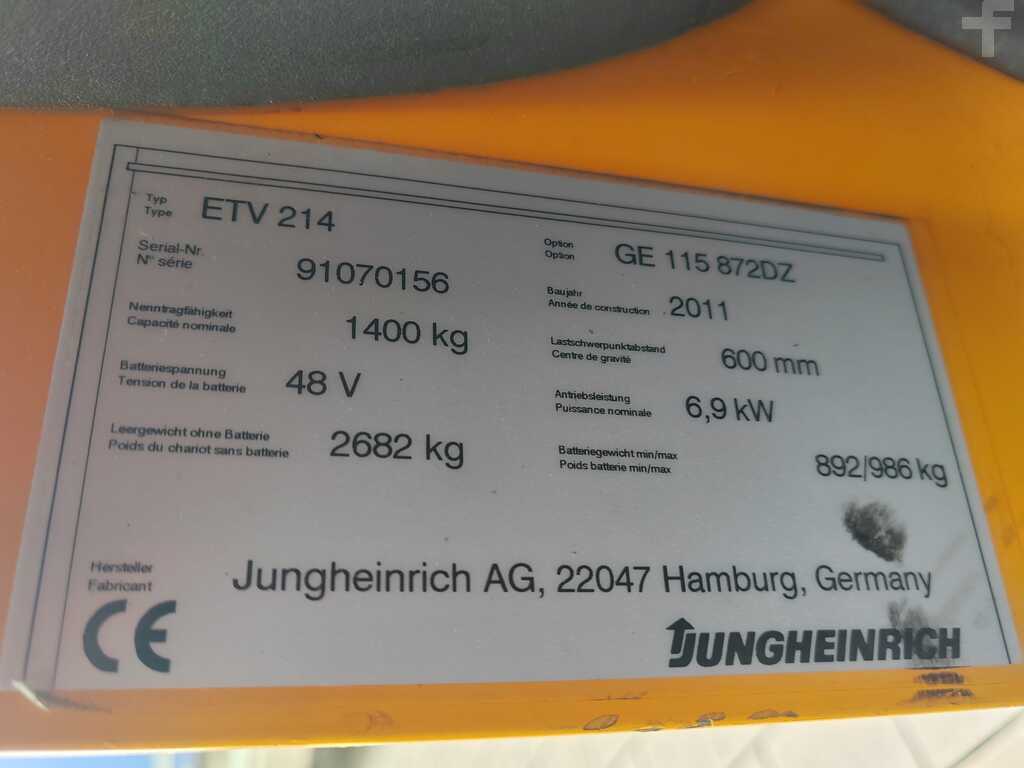 Typ
Type
ETV 214
Option
Option
GE 115 872DZ
Serial-Nr.
N° série
91070156
Baujahr
Année de construction
2011
Nenntragfähigkeit
Capacité nominale
1400 kg
Lastschwerpunktabstand
Centre de gravité
600 mm
Batteriespannung
Tension de la batterie
48 V
Antriebsleistung
Puissance nominale
6,9 kW
Leergewicht ohne Batterie
Poids du chariot sans batterie
2682 kg
Batteriegewicht min/max
Poids batterie min/max
892/986 kg
Hersteller
Fabricant
Jungheinrich AG, 22047 Hamburg, Germany
CE
JUNGHEINRICH